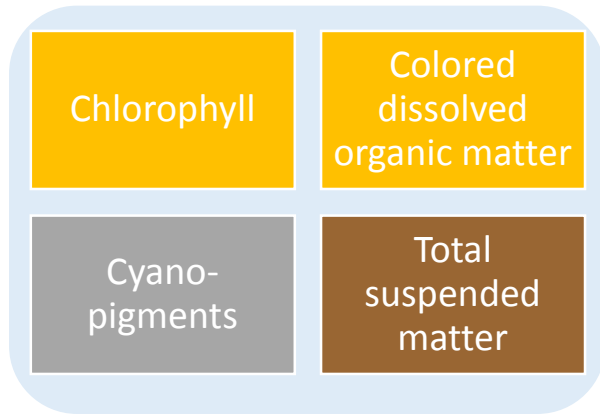 Chlorophyll
Colored
dissolved
organic matter
Cyano-
pigments
Total
suspended
matter